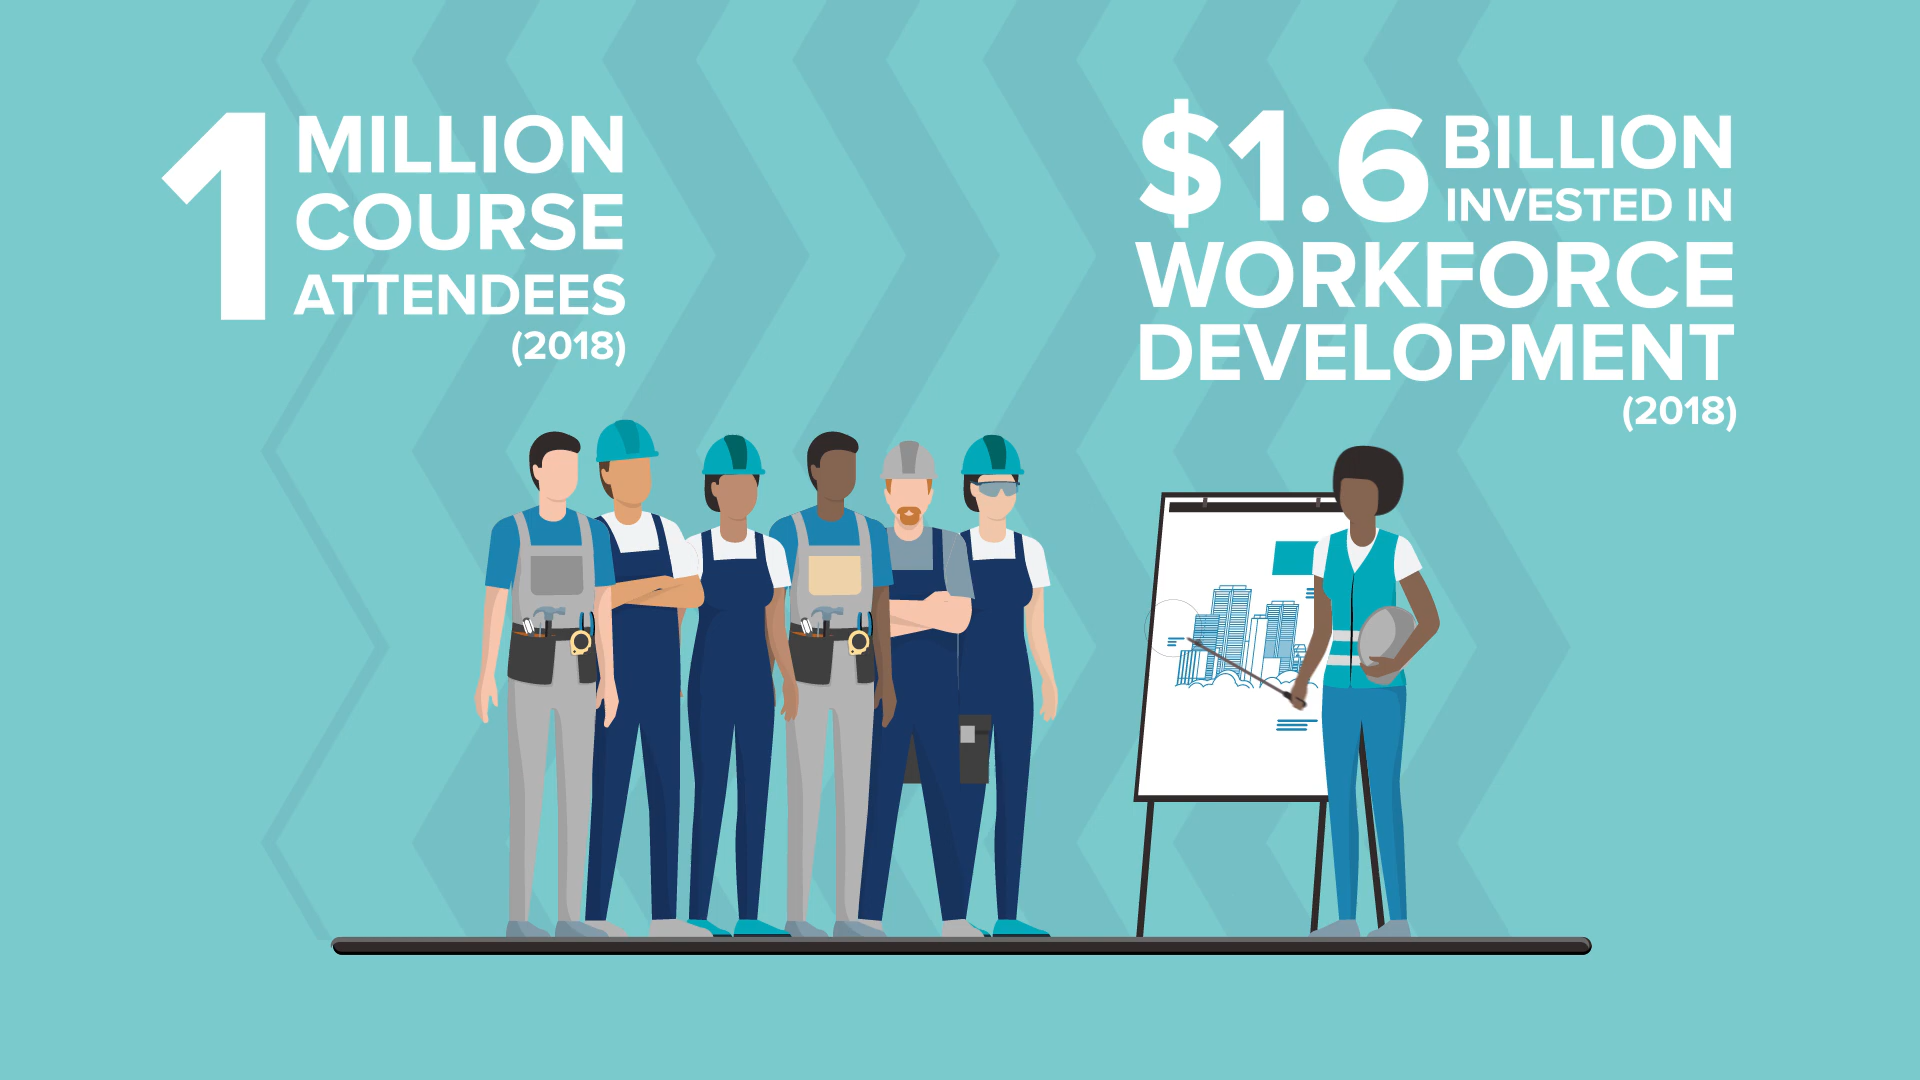 1 MILLION
COURSE
ATTENDEES
(2018)
$1.6 BILLION
INVESTED IN
WORKFORCE
DEVELOPMENT
(2018)